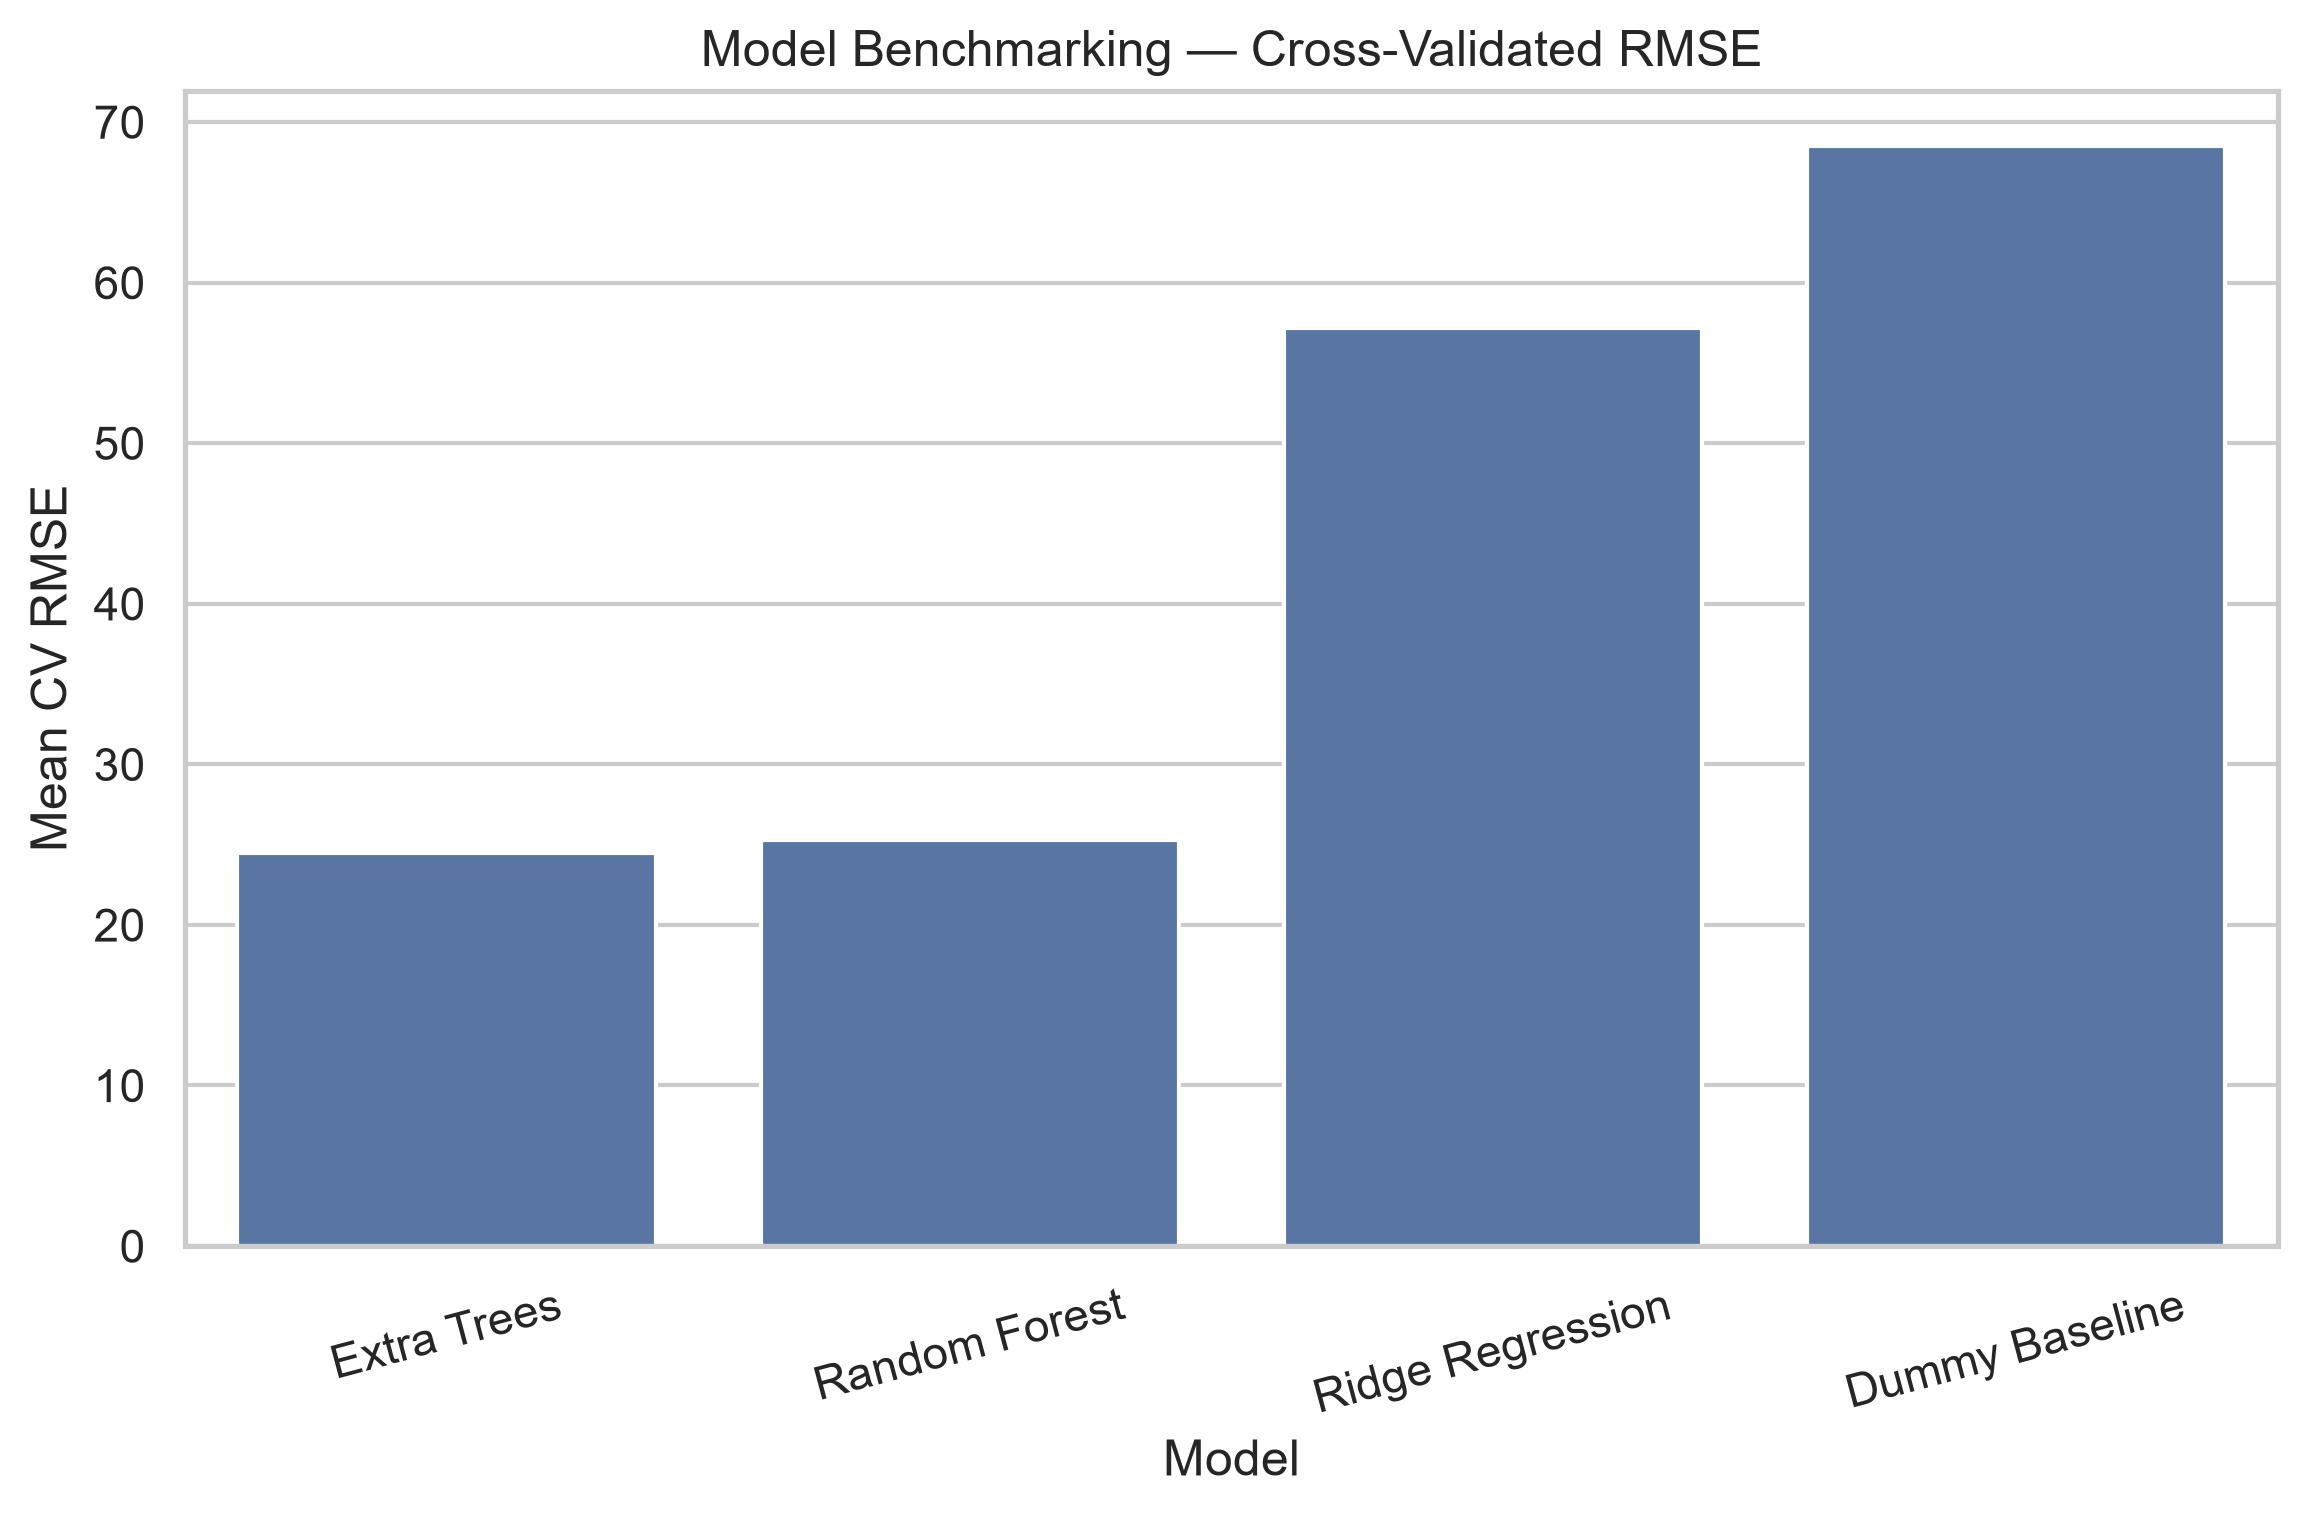 Model Benchmarking — Cross-Validated RMSE
Mean CV RMSE
70
60
50
40
30
20
10
0
Extra Trees
Random Forest
Ridge Regression
Dummy Baseline
Model